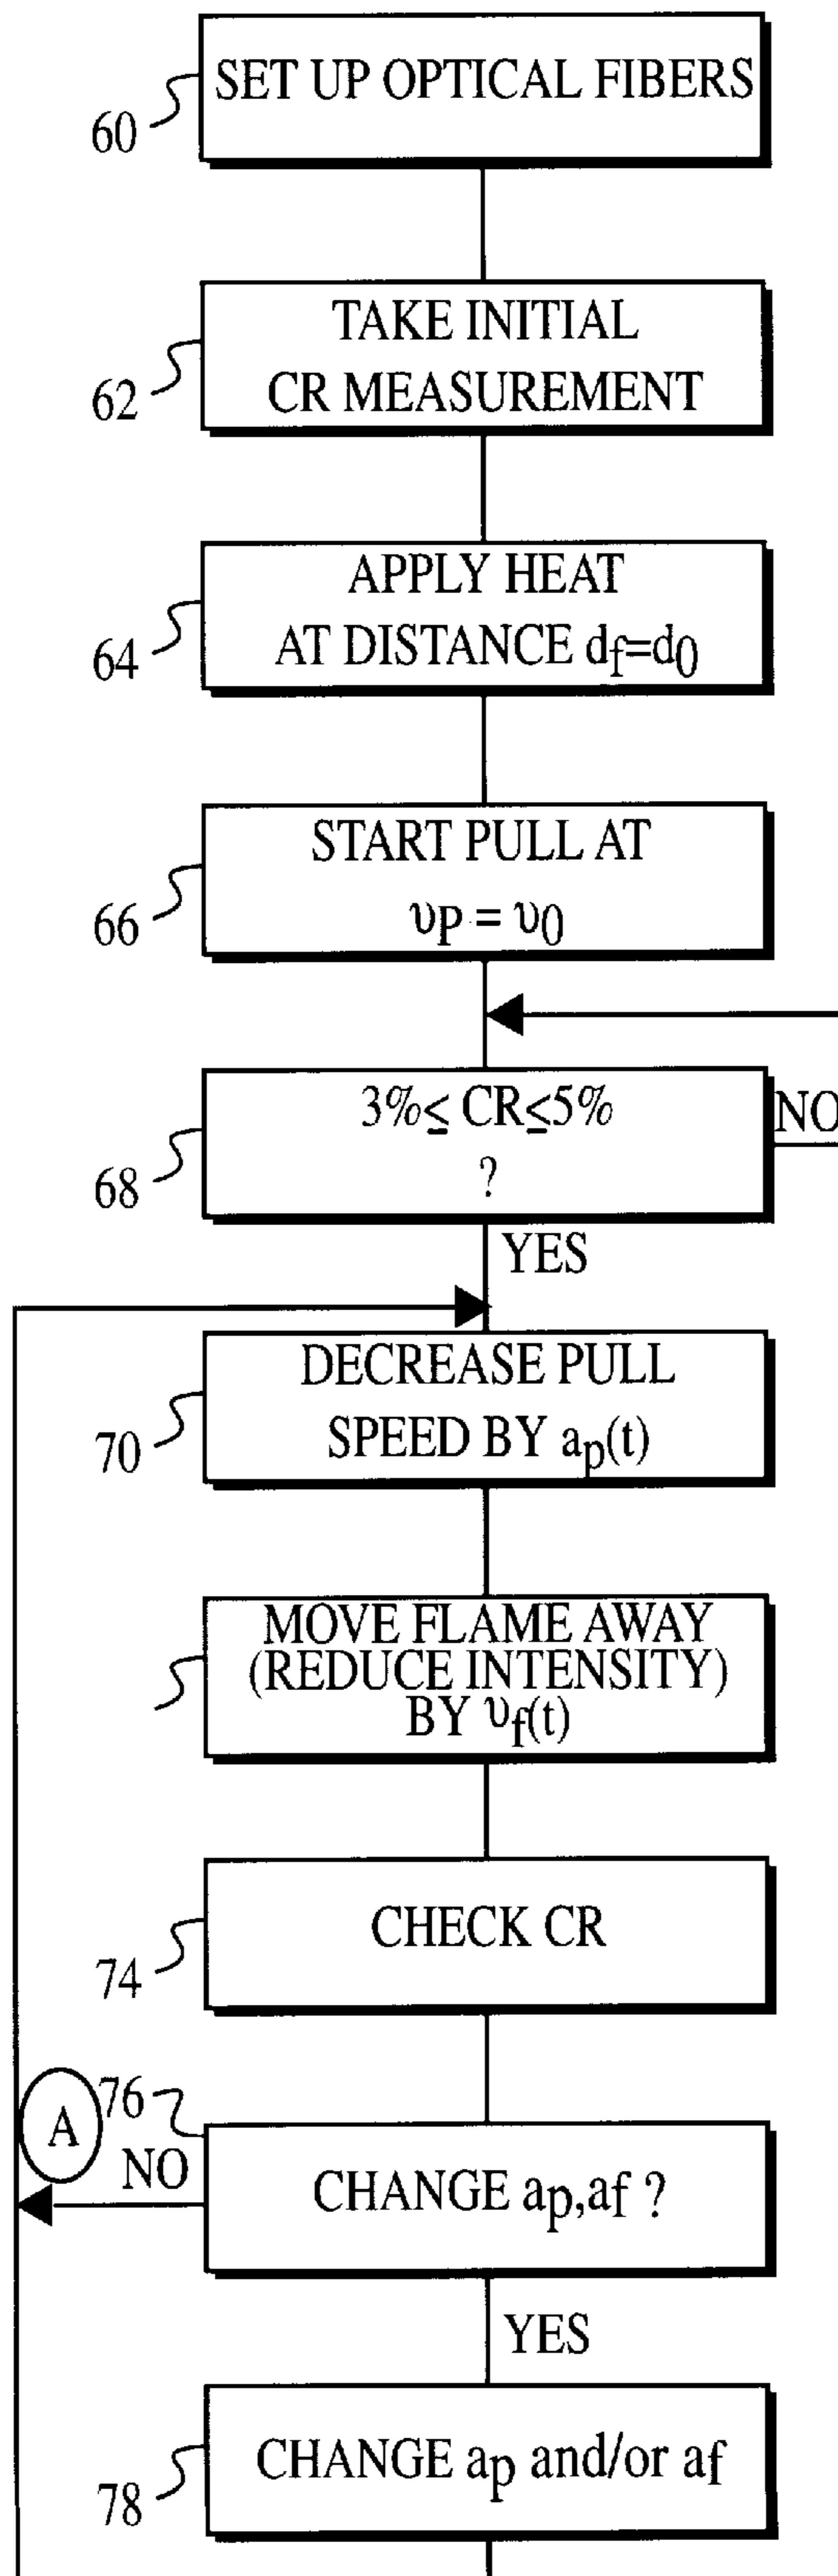 SET UP OPTICAL FIBERS
60
TAKE INITIAL
CR MEASUREMENT
62
APPLY HEAT
AT DISTANCE df=d0
64
START PULL AT
υP = υ0
66
3%≤ CR≤5%
?
NO
68
YES
DECREASE PULL
SPEED BY ap(t)
70
MOVE FLAME AWAY
(REDUCE INTENSITY)
BY υf(t)
CHECK CR
74
A
76
NO
CHANGE ap,af ?
YES
CHANGE ap and/or af
78